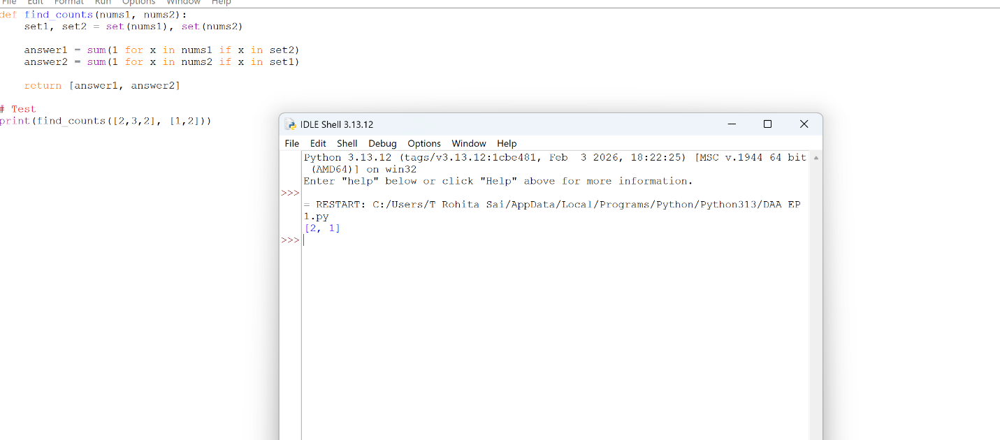 File Edit Format Run Options Window Help
def find_counts(nums1, nums2):
    set1, set2 = set(nums1), set(nums2)
    answer1 = sum(1 for x in nums1 if x in set2)
    answer2 = sum(1 for x in nums2 if x in set1)
    return [answer1, answer2]
# Test
print(find_counts([2,3,2], [1,2]))
IDLE Shell 3.13.12
File Edit Shell Debug Options Window Help
Python 3.13.12 (tags/v3.13.12:1cbe481, Feb  3 2026, 18:22:25) [MSC v.1944 64 bit
 (AMD64)] on win32
Enter "help" below or click "Help" above for more information.
>>>
= RESTART: C:/Users/T Rohita Sai/AppData/Local/Programs/Python/Python313/DAA EP
1.py
[2, 1]
>>>